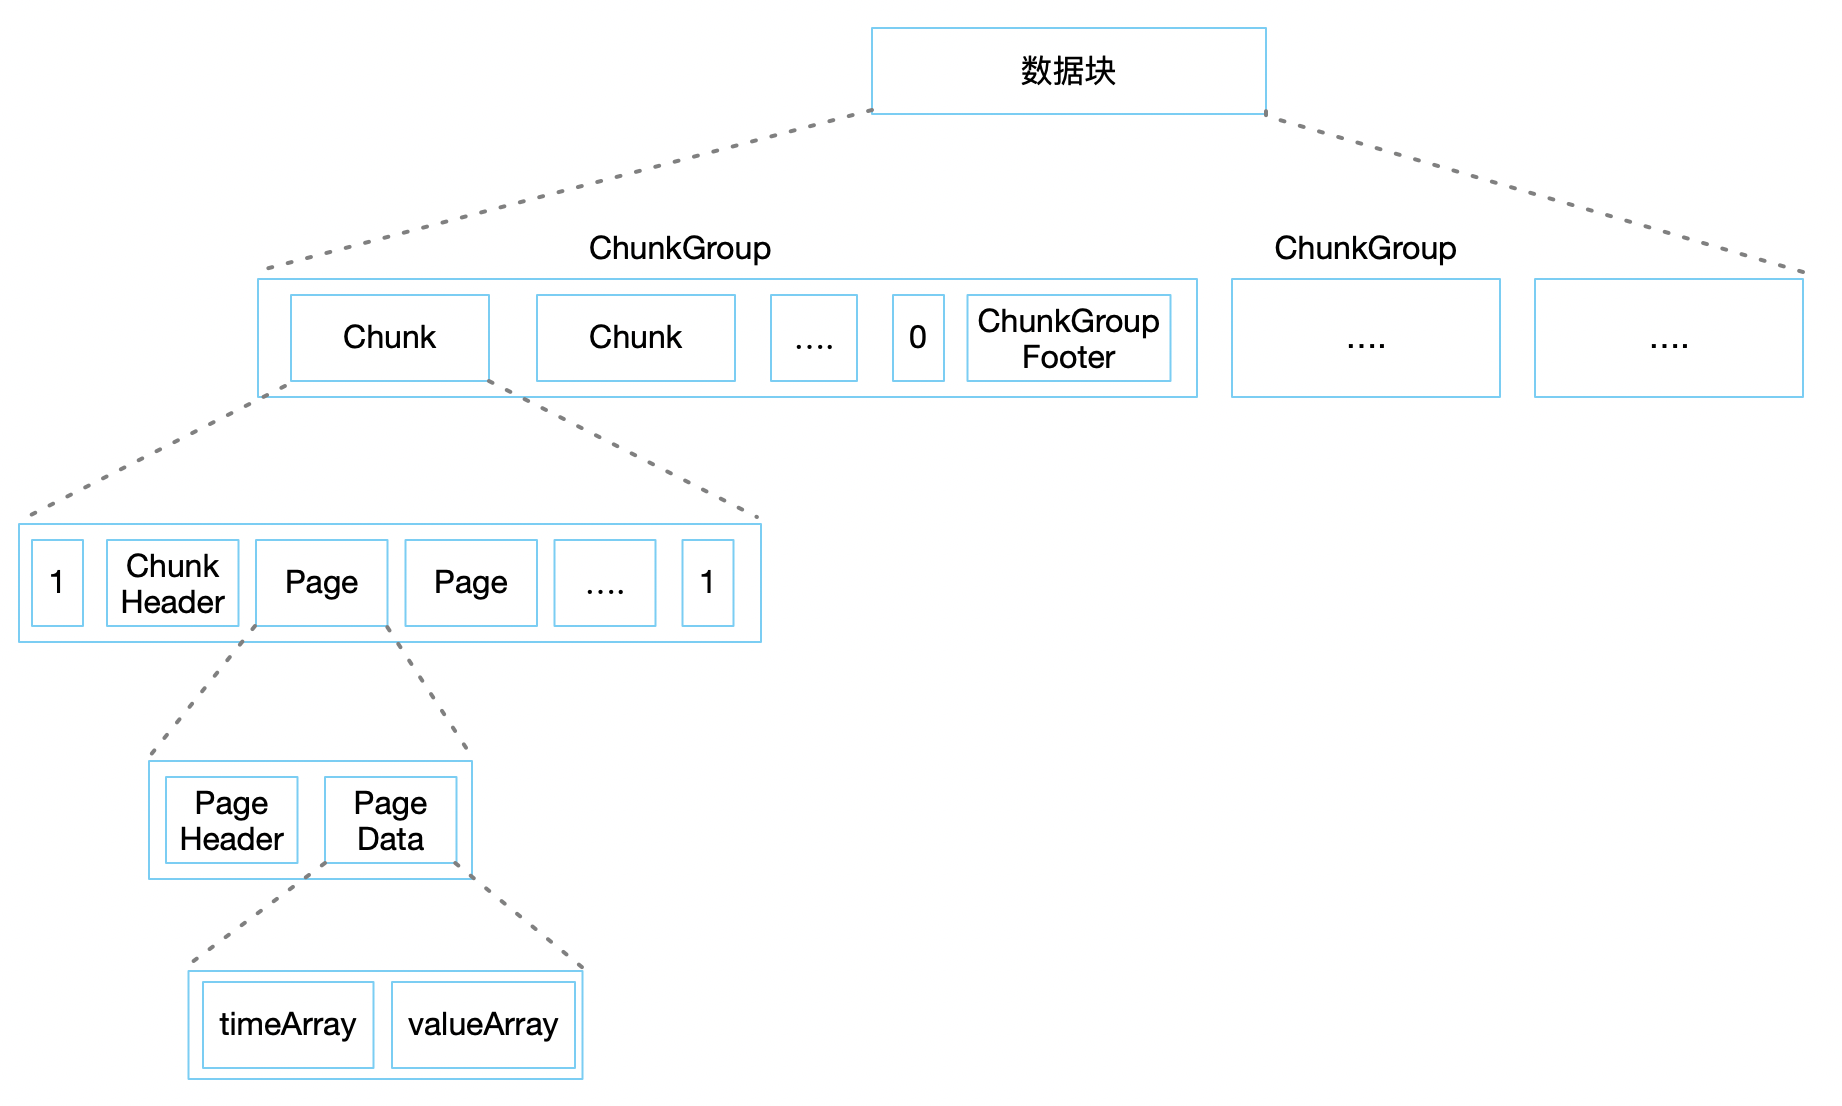 数据块
ChunkGroup
ChunkGroup
Chunk
Chunk
....
0
ChunkGroup
Footer
....
....
1
Chunk
Header
Page
Page
....
1
Page
Header
Page
Data
timeArray
valueArray